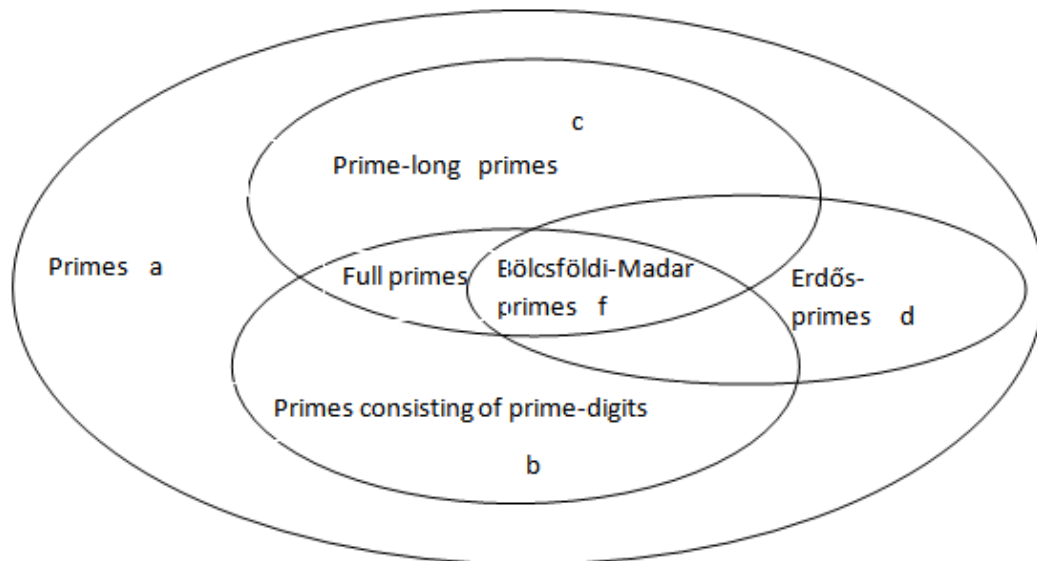 c
Prime-long primes
Primes a
Full primes
Bölcsföldi-Madar
primes f
Erdős-
primes d
Primes consisting of prime-digits
b